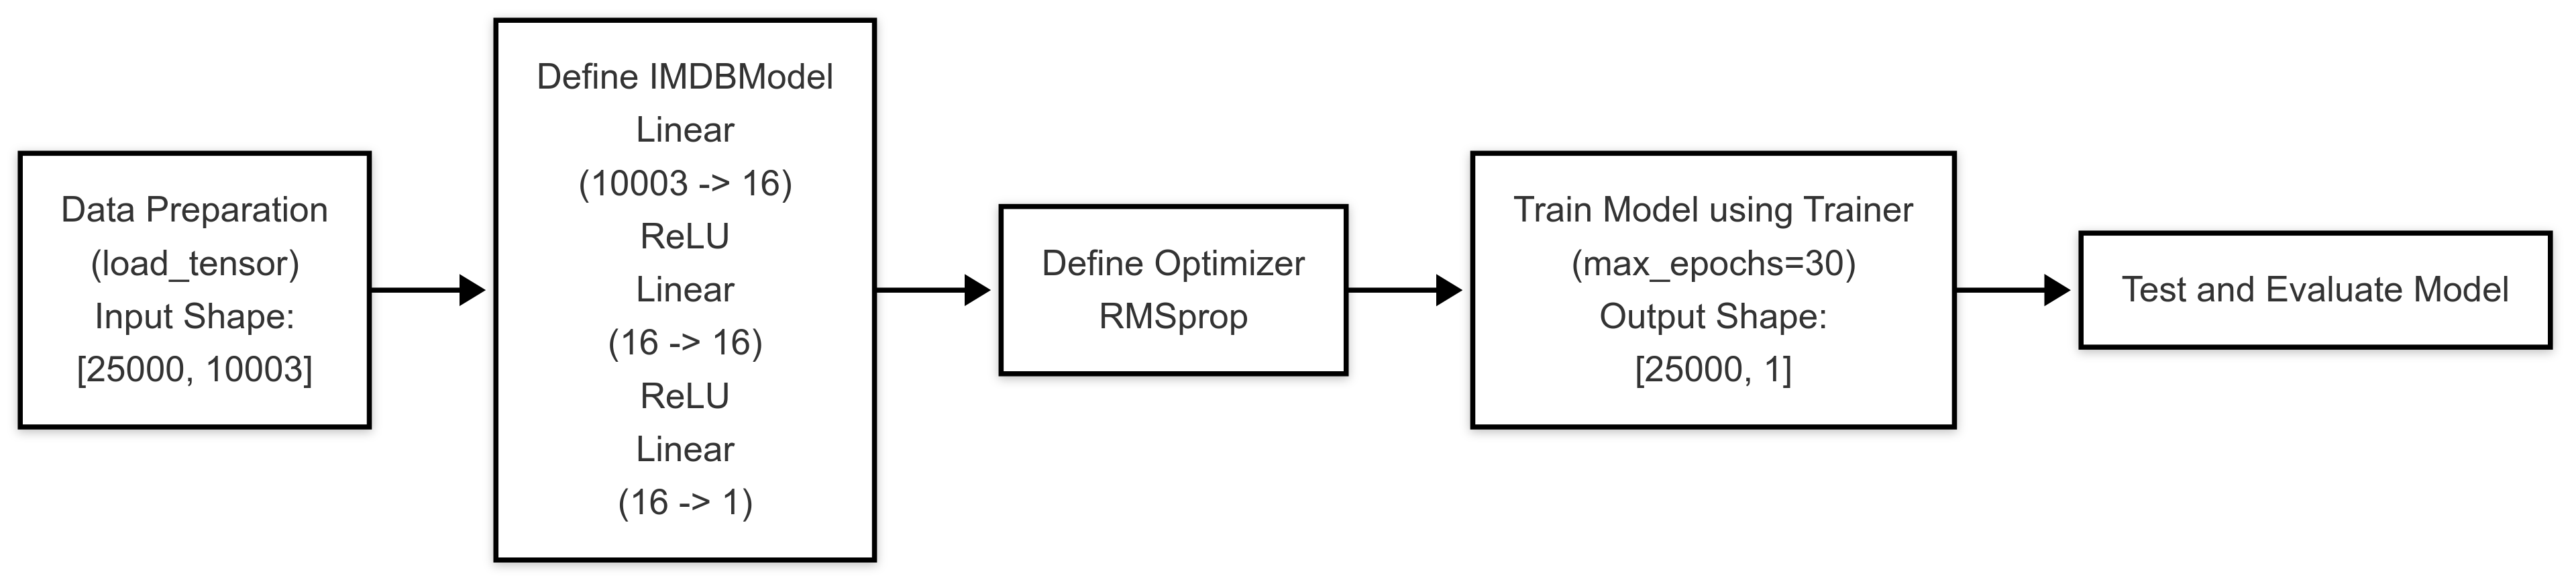 Data Preparation
(load_tensor)
Input Shape:
[25000, 10003]
Define IMDBModel
Linear
(10003 -> 16)
ReLU
Linear
(16 -> 16)
ReLU
Linear
(16 -> 1)
Define Optimizer
RMSprop
Train Model using Trainer
(max_epochs=30)
Output Shape:
[25000, 1]
Test and Evaluate Model